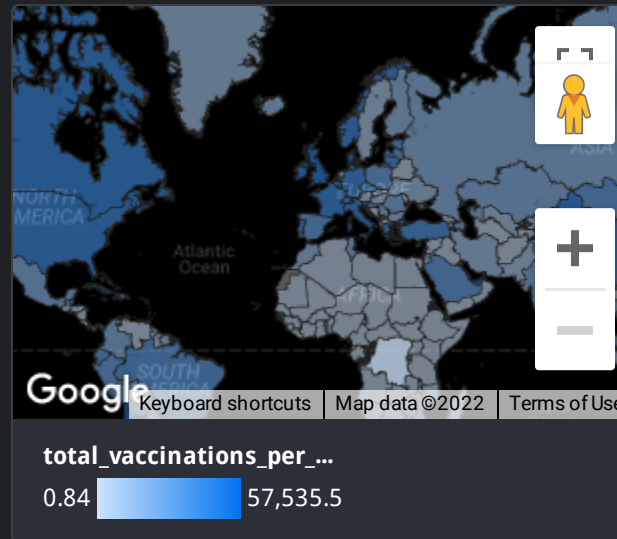 ASIA
NORTH
AMERICA
EUROPE
Atlantic
Ocean
AFRICA
SOUTH
AMERICA
Google
Keyboard shortcuts
Map data ©2022
Terms of Use
total_vaccinations_per_...
0.84
57,535.5